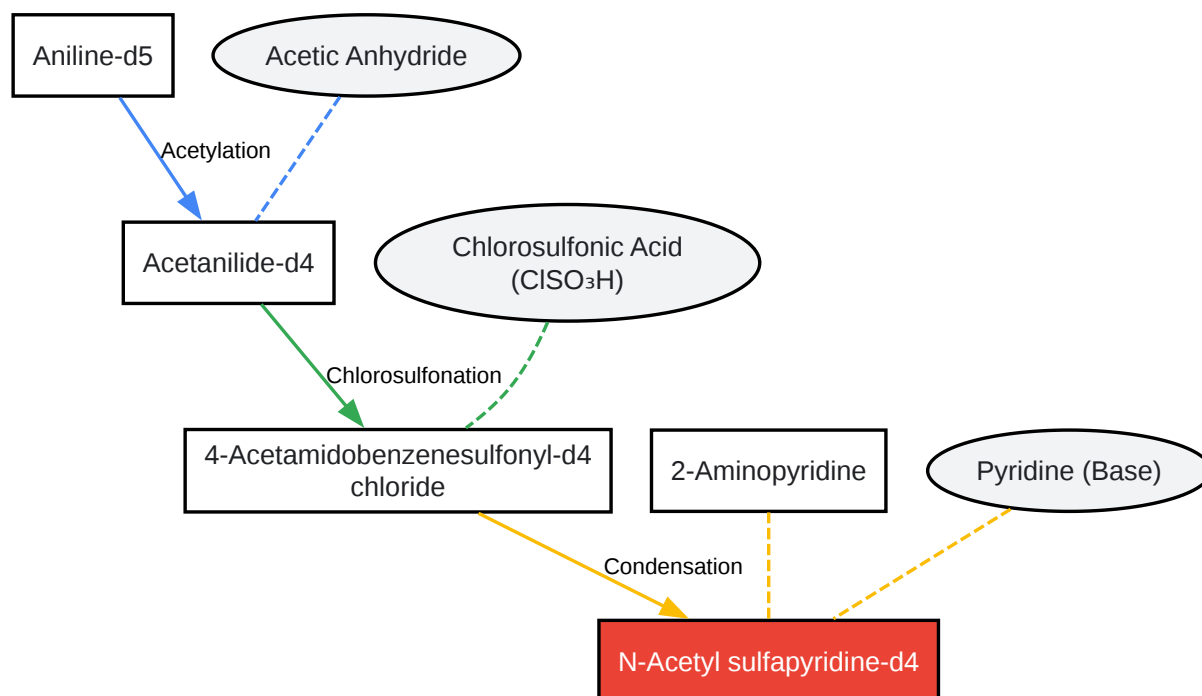 Aniline-d5
Acetic Anhydride
Acetylation
Acetanilide-d4
Chlorosulfonic Acid
(ClSO₃H)
Chlorosulfonation
4-Acetamidobenzenesulfonyl-d4
chloride
2-Aminopyridine
Pyridine (Base)
Condensation
N-Acetyl sulfapyridine-d4